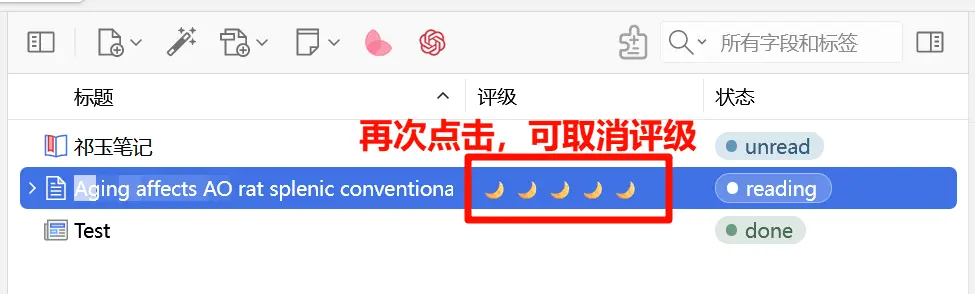 所有字段和标签
标题 评级 状态
再次点击，可取消评级
祁玉笔记 unread
Aging affects AO rat splenic conventiona reading
Test done